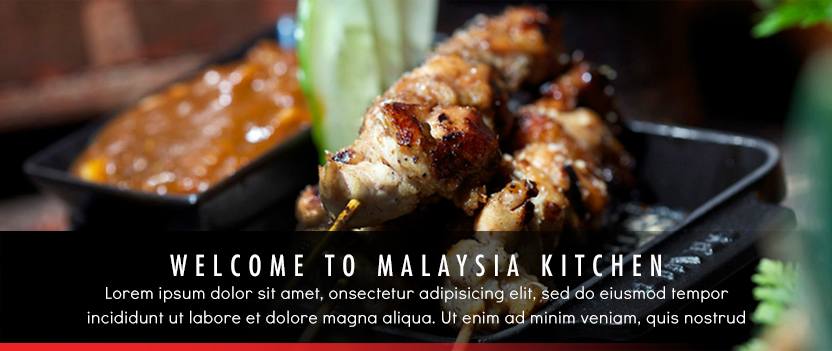 WELCOME TO MALAYSIA KITCHEN
Lorem ipsum dolor sit amet, onsectetur adipisicing elit, sed do eiusmod tempor
incididunt ut labore et dolore magna aliqua. Ut enim ad minim veniam, quis nostrud